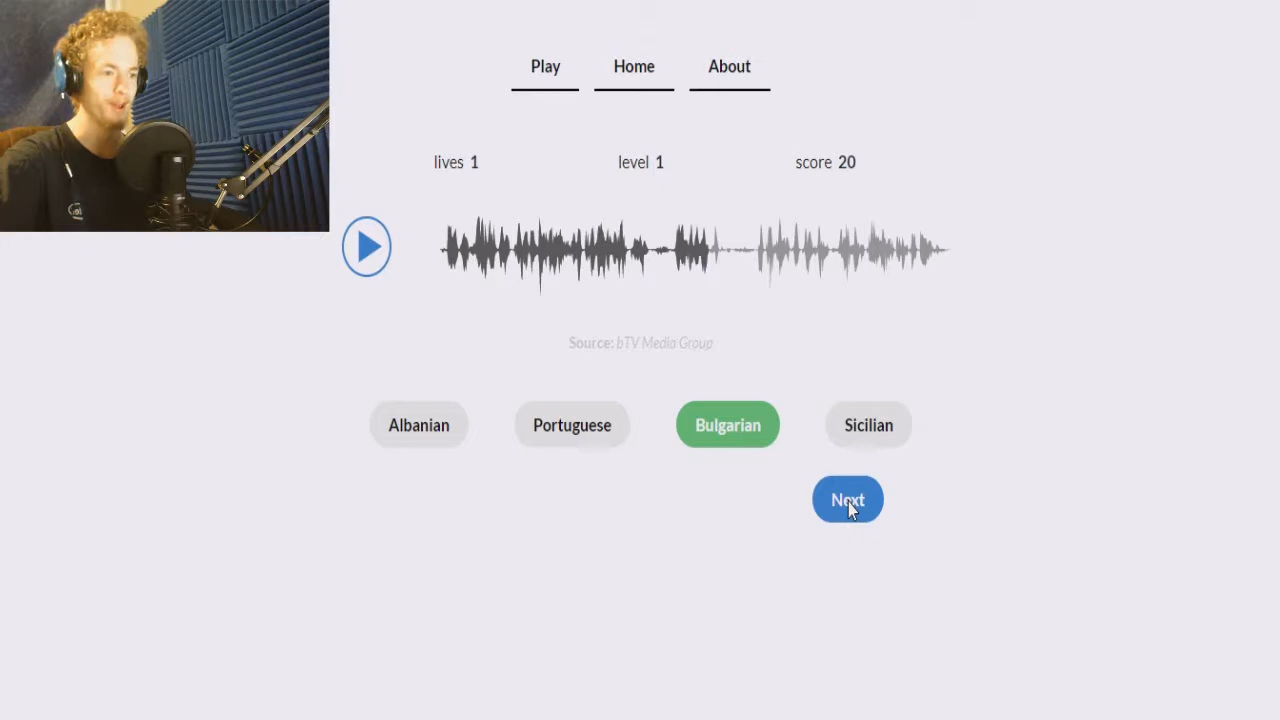 Play Home About
lives 1 level 1 score 20
Source: bTV Media Group
Albanian Portuguese Bulgarian Sicilian
Next